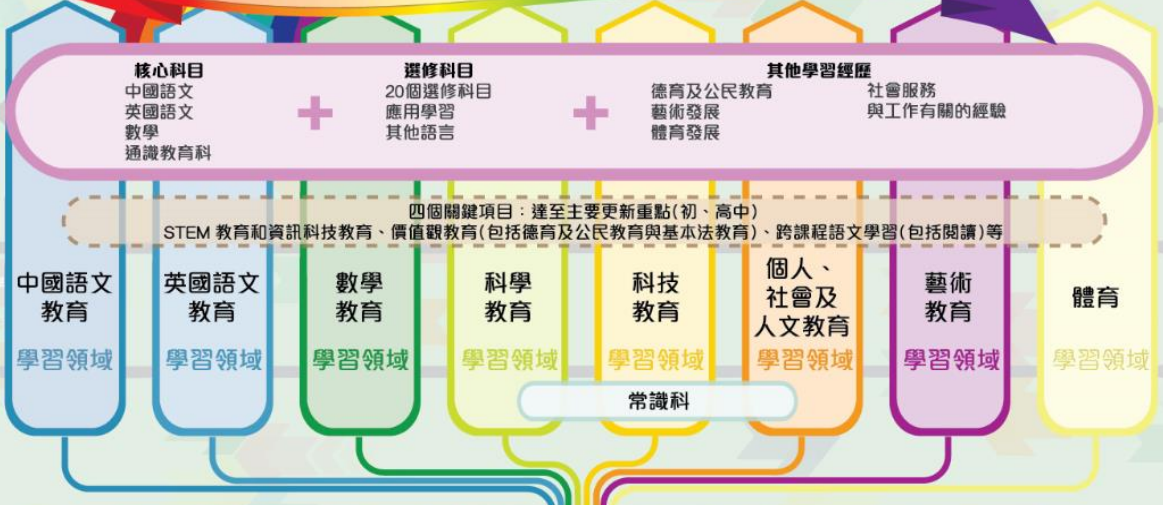 核心科目
中國語文
英國語文
數學
通識教育科
選修科目
20個選修科目
應用學習
其他語言
其他學習經歷
德育及公民教育
藝術發展
體育發展
社會服務
與工作有關的經驗
四個關鍵項目：達至主要更新重點(初、高中)
STEM 教育和資訊科技教育、價值觀教育(包括德育及公民教育與基本法教育)、跨課程語文學習(包括閱讀)等
中國語文
教育
學習領域
英國語文
教育
學習領域
數學
教育
學習領域
科學
教育
學習領域
科技
教育
學習領域
個人、
社會及
人文教育
學習領域
藝術
教育
學習領域
體育
學習領域
常識科